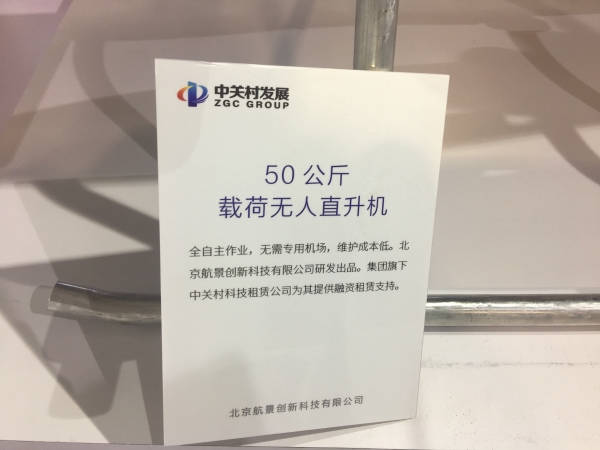 中关村发展
ZGC GROUP
50 公斤
载荷无人直升机
全自主作业，无需专用机场，维护成本低。北
京航景创新科技有限公司研发出品。集团旗下
中关村科技租赁公司为其提供融资租赁支持。
北京航景创新科技有限公司